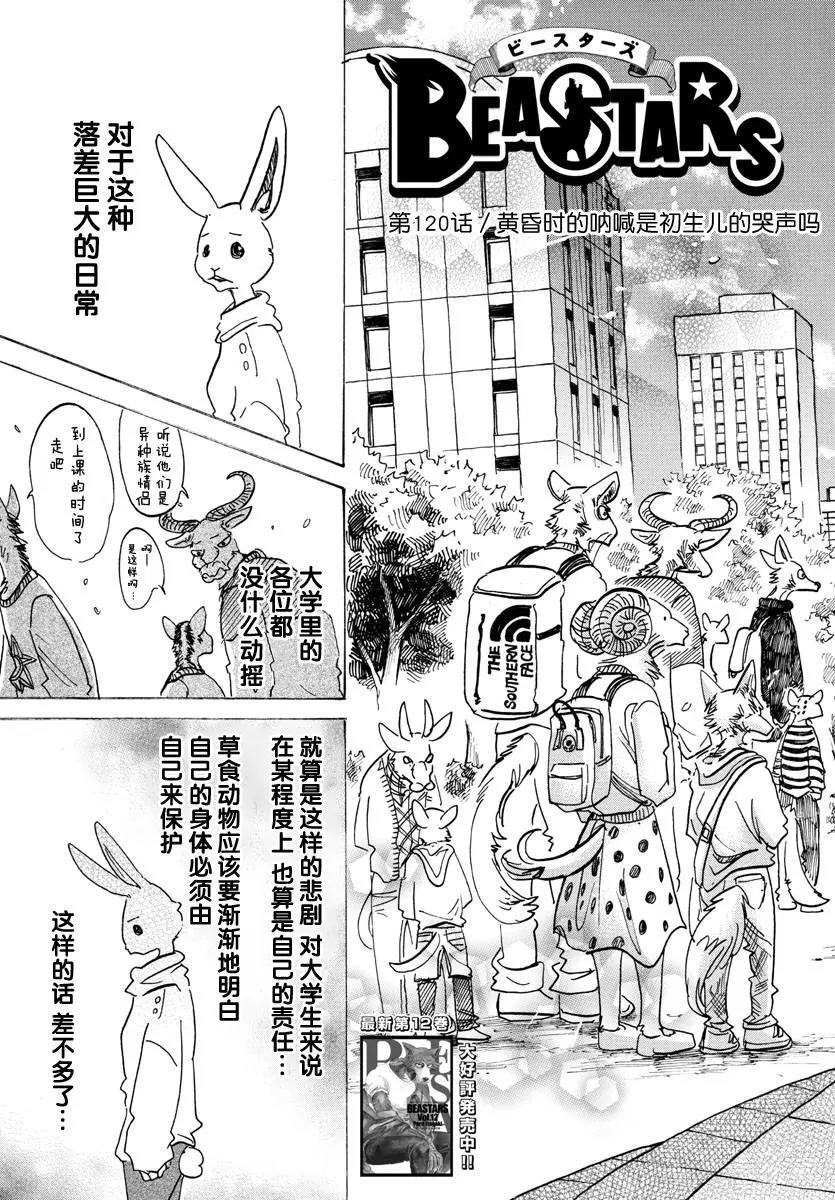 ビースターズ
BEASTARS
第120话/黄昏时的呐喊是初生儿的哭声吗
THE
SOUTHERN
FACE
最新第12巻
BEASTARS
Vol.12
Paru Itagaki
大好評発売中!!
对于这种
落差巨大的日常
听说他们是
异种族情侣
啊—
是这样啊…
到上课的时间了
走吧
大学里的
各位都
没什么动摇
就算是这样的悲剧 对大学生来说
在某程度上 也算是自己的责任…
草食动物应该要渐渐地明白
自己的身体必须由
自己来保护
这样的话 差不多了…